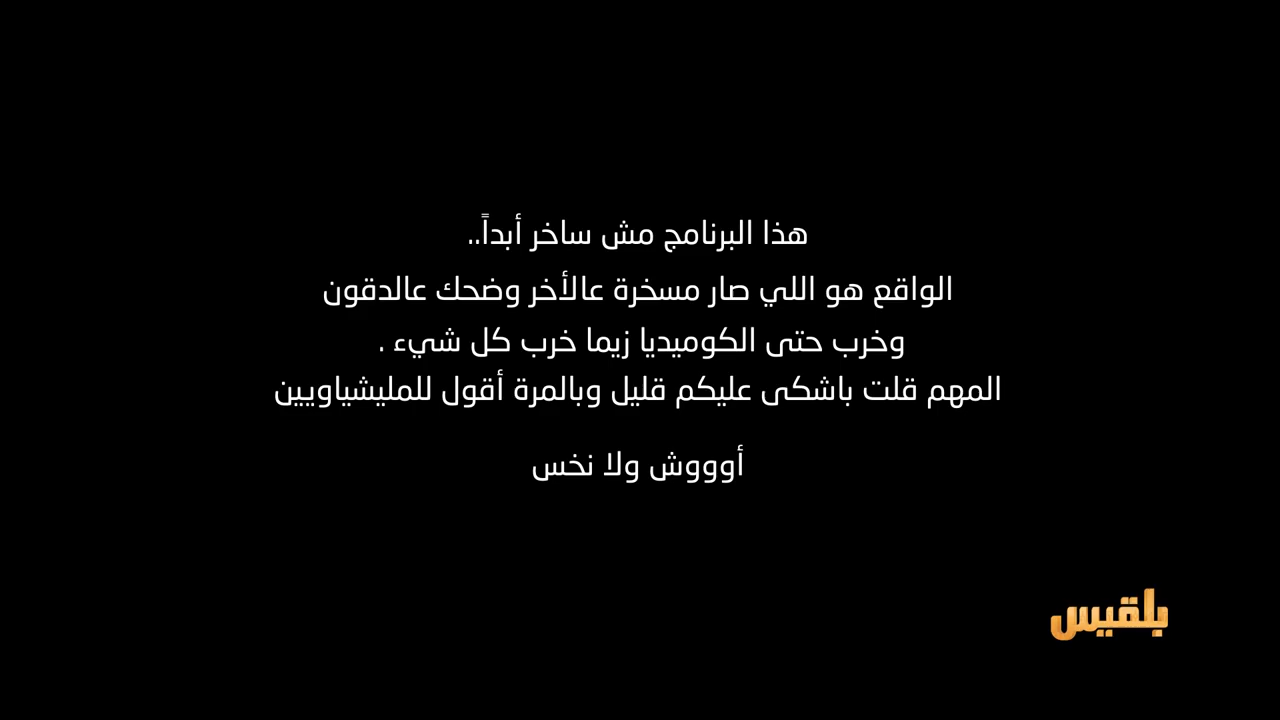 هذا البرنامج مش ساخر أبداً..
الواقع هو اللي صار مسخرة عالأخر وضحك عالدقون
وخرب حتى الكوميديا زيما خرب كل شيء .
المهم قلت باشكى عليكم قليل وبالمرة أقول للمليشياويين
أوووش ولا نخس
بلقيس